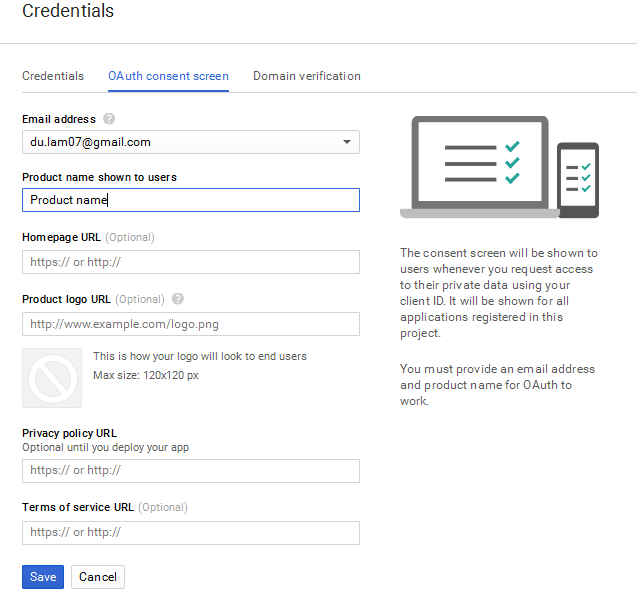 Credentials
Credentials OAuth consent screen Domain verification
Email address ?
du.lam07@gmail.com
Product name shown to users
Product name
Homepage URL (Optional)
https:// or http://
Product logo URL (Optional) ?
http://www.example.com/logo.png
This is how your logo will look to end users
Max size: 120x120 px
Privacy policy URL
Optional until you deploy your app
https:// or http://
Terms of service URL (Optional)
https:// or http://
Save Cancel
The consent screen will be shown to
users whenever you request access
to their private data using your
client ID. It will be shown for all
applications registered in this
project.
You must provide an email address
and product name for OAuth to
work.